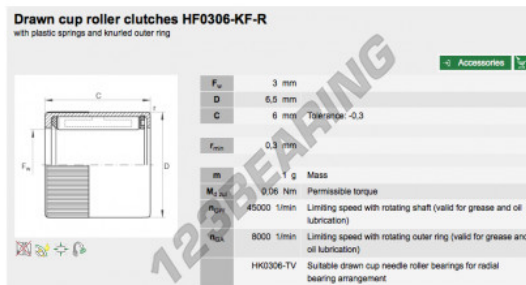 Drawn cup roller clutches HF0306-KF-R
with plastic springs and knurled outer ring
Accessories
C
r
Fw
D
Fw 3 mm
D 6,5 mm
C 6 mm Tolerance: -0,3
rmin 0,3 mm
m 1 g Mass
Md 0,06 Nm Permissible torque
nGW 45000 1/min Limiting speed with rotating shaft (valid for grease and oil
lubrication)
nGA 8000 1/min Limiting speed with rotating outer ring (valid for grease and
oil lubrication)
HK0306-TV Suitable drawn cup needle roller bearings for radial
bearing arrangement
123BEARING